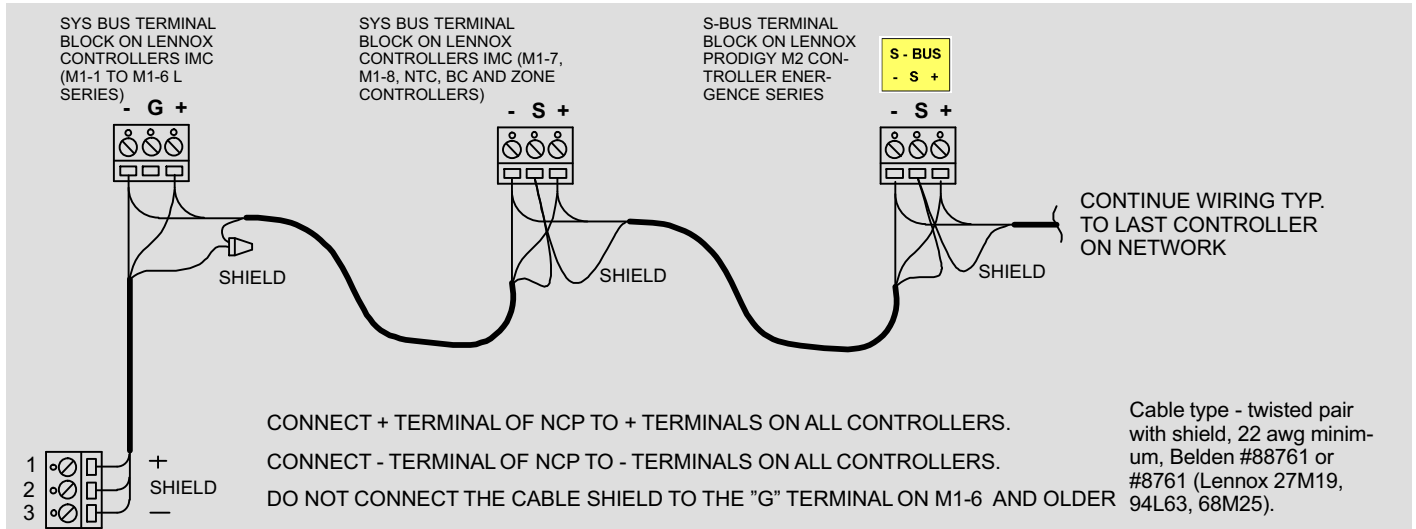 SYS BUS TERMINAL
BLOCK ON LENNOX
CONTROLLERS IMC
(M1-1 TO M1-6 L
SERIES)
- G +
SYS BUS TERMINAL
BLOCK ON LENNOX
CONTROLLERS IMC (M1-7,
M1-8, NTC, BC AND ZONE
CONTROLLERS)
- S +
S-BUS TERMINAL
BLOCK ON LENNOX
PRODIGY M2 CON-
TROLLER ENER-
GENCE SERIES
S - BUS
- S +
- S +
SHIELD
SHIELD
SHIELD
CONTINUE WIRING TYP.
TO LAST CONTROLLER
ON NETWORK
1 +
2 SHIELD
3 —
CONNECT + TERMINAL OF NCP TO + TERMINALS ON ALL CONTROLLERS.
CONNECT - TERMINAL OF NCP TO - TERMINALS ON ALL CONTROLLERS.
DO NOT CONNECT THE CABLE SHIELD TO THE ”G” TERMINAL ON M1-6 AND OLDER
Cable type - twisted pair
with shield, 22 awg minim-
um, Belden #88761 or
#8761 (Lennox 27M19,
94L63, 68M25).